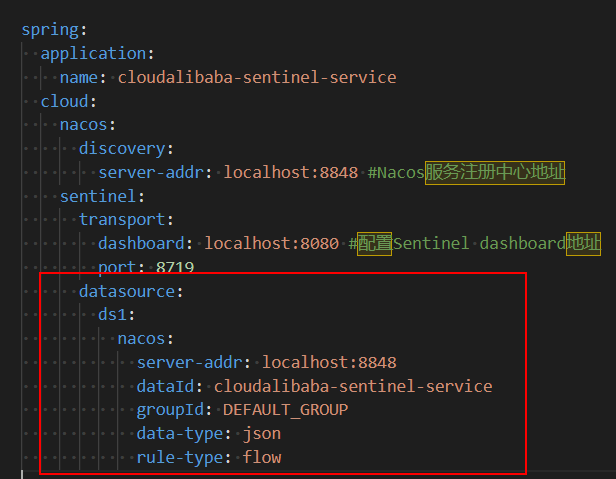 spring:
  application:
    name: cloudalibaba-sentinel-service
  cloud:
    nacos:
      discovery:
        server-addr: localhost:8848 #Nacos服务注册中心地址
    sentinel:
      transport:
        dashboard: localhost:8080 #配置Sentinel dashboard地址
        port: 8719
      datasource:
        ds1:
          nacos:
            server-addr: localhost:8848
            dataId: cloudalibaba-sentinel-service
            groupId: DEFAULT_GROUP
            data-type: json
            rule-type: flow